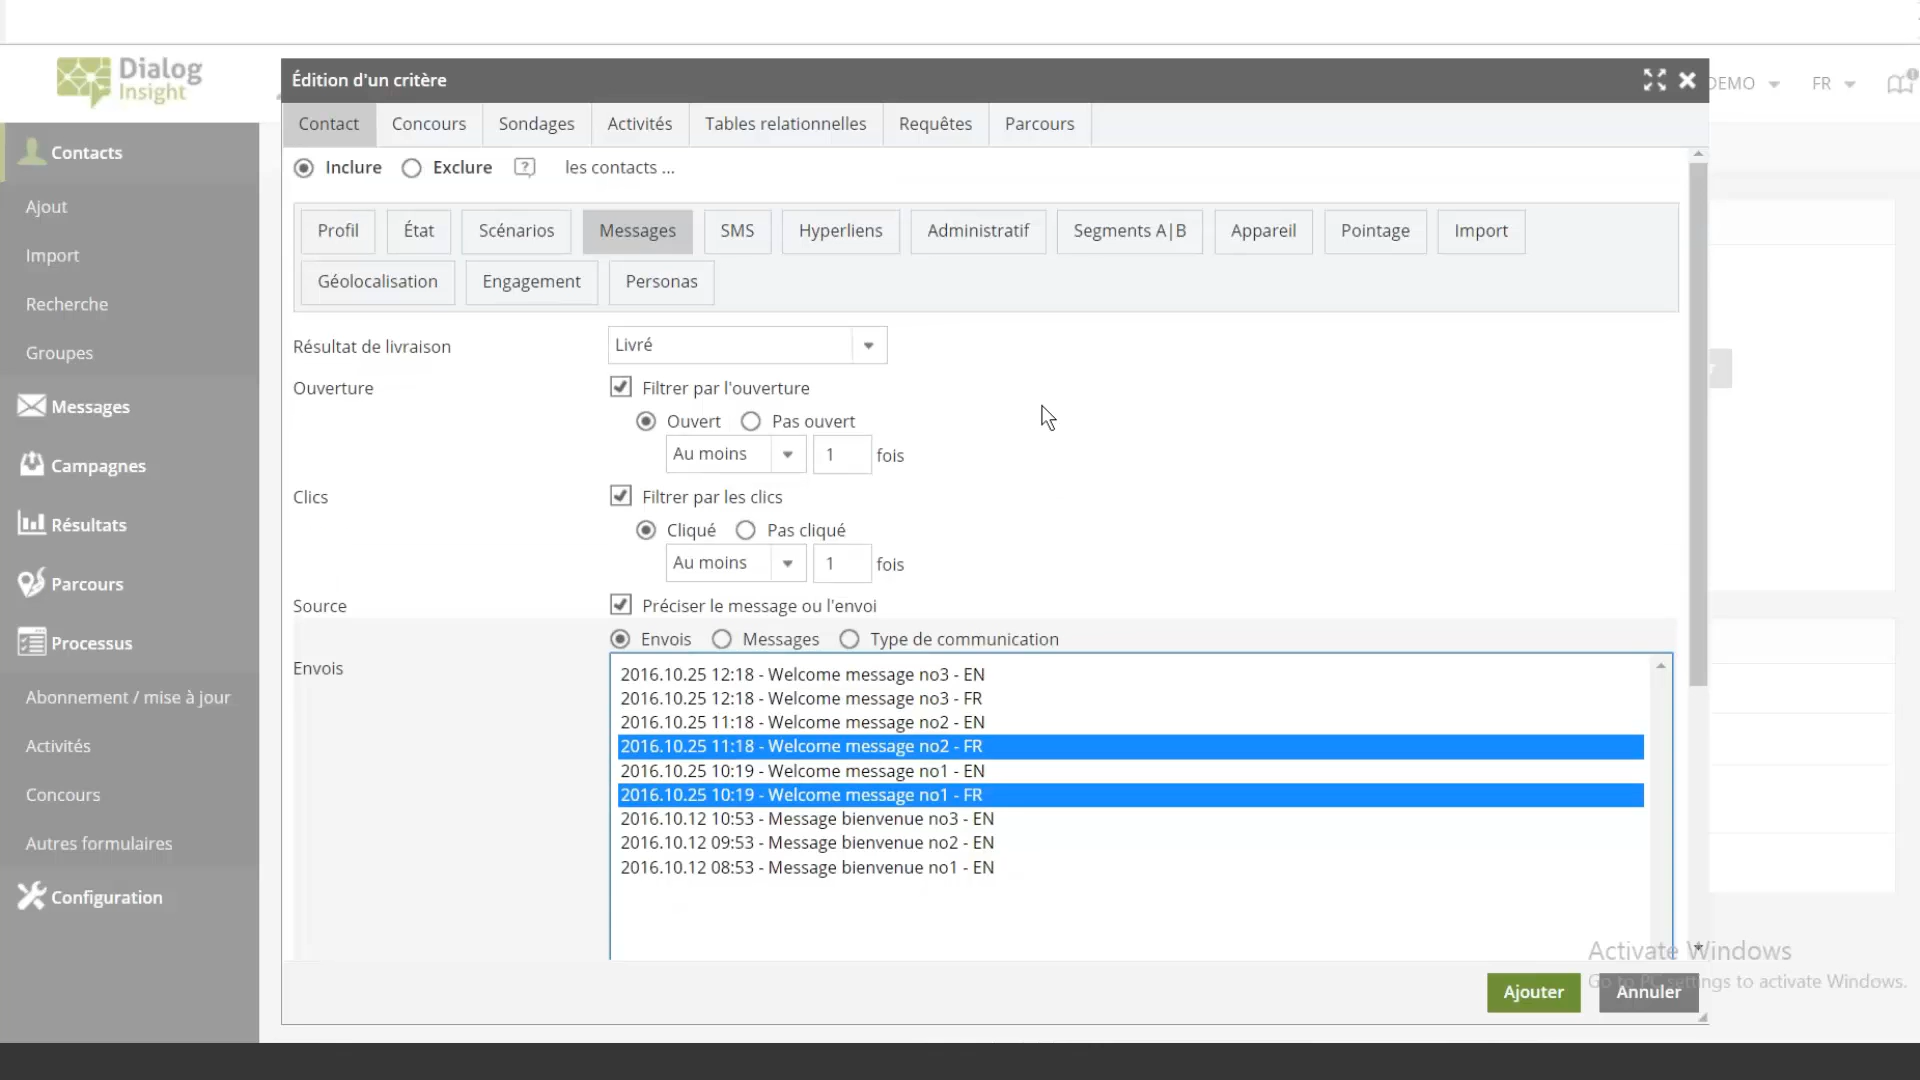 Dialog
Insight
Édition d'un critère
DEMO
FR
Contacts
Ajout
Import
Recherche
Groupes
Messages
Campagnes
Résultats
Parcours
Processus
Abonnement / mise à jour
Activités
Concours
Autres formulaires
Configuration
Contact
Concours
Sondages
Activités
Tables relationnelles
Requêtes
Parcours
Inclure
Exclure
?
les contacts ...
Profil
État
Scénarios
Messages
SMS
Hyperliens
Administratif
Segments A|B
Appareil
Pointage
Import
Géolocalisation
Engagement
Personas
Résultat de livraison
Livré
Ouverture
Filtrer par l'ouverture
Ouvert
Pas ouvert
Au moins
1
fois
Clics
Filtrer par les clics
Cliqué
Pas cliqué
Au moins
1
fois
Source
Préciser le message ou l'envoi
Envois
Messages
Type de communication
Envois
2016.10.25 12:18 - Welcome message no3 - EN
2016.10.25 12:18 - Welcome message no3 - FR
2016.10.25 11:18 - Welcome message no2 - EN
2016.10.25 11:18 - Welcome message no2 - FR
2016.10.25 10:19 - Welcome message no1 - EN
2016.10.25 10:19 - Welcome message no1 - FR
2016.10.12 10:53 - Message bienvenue no3 - EN
2016.10.12 09:53 - Message bienvenue no2 - EN
2016.10.12 08:53 - Message bienvenue no1 - EN
Activate Windows
Go to PC settings to activate Windows.
Ajouter
Annuler